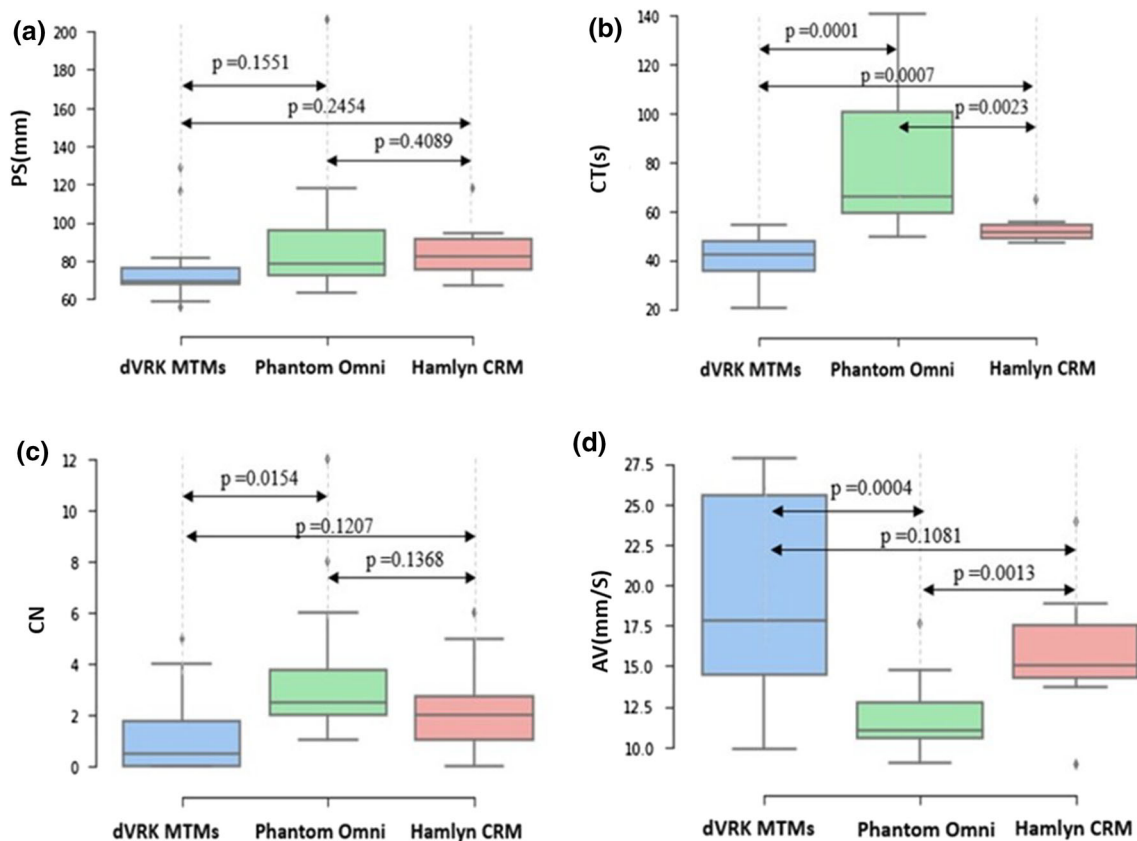 (a)
PS(mm)
200
180
160
140
120
100
80
60
p =0.1551
p =0.2454
p =0.4089
dVRK MTMs Phantom Omni Hamlyn CRM
(b)
CT(s)
140
120
100
80
60
40
20
p =0.0001
p =0.0007
p =0.0023
dVRK MTMs Phantom Omni Hamlyn CRM
(c)
CN
12
10
8
6
4
2
0
p =0.0154
p =0.1207
p =0.1368
dVRK MTMs Phantom Omni Hamlyn CRM
(d)
AV(mm/S)
27.5
25.0
22.5
20.0
17.5
15.0
12.5
10.0
p =0.0004
p =0.1081
p =0.0013
dVRK MTMs Phantom Omni Hamlyn CRM